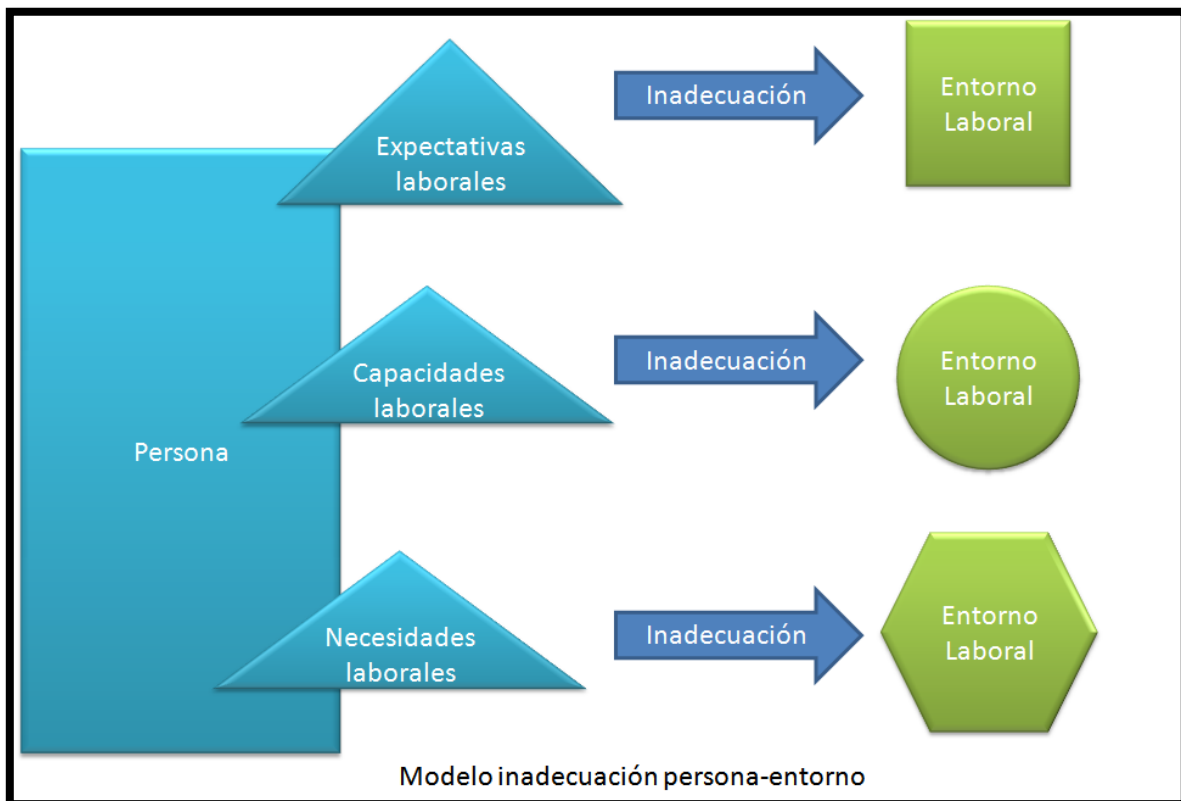 Expectativas
laborales
Inadecuación
Entorno
Laboral
Capacidades
laborales
Inadecuación
Entorno
Laboral
Persona
Necesidades
laborales
Inadecuación
Entorno
Laboral
Modelo inadecuación persona-entorno